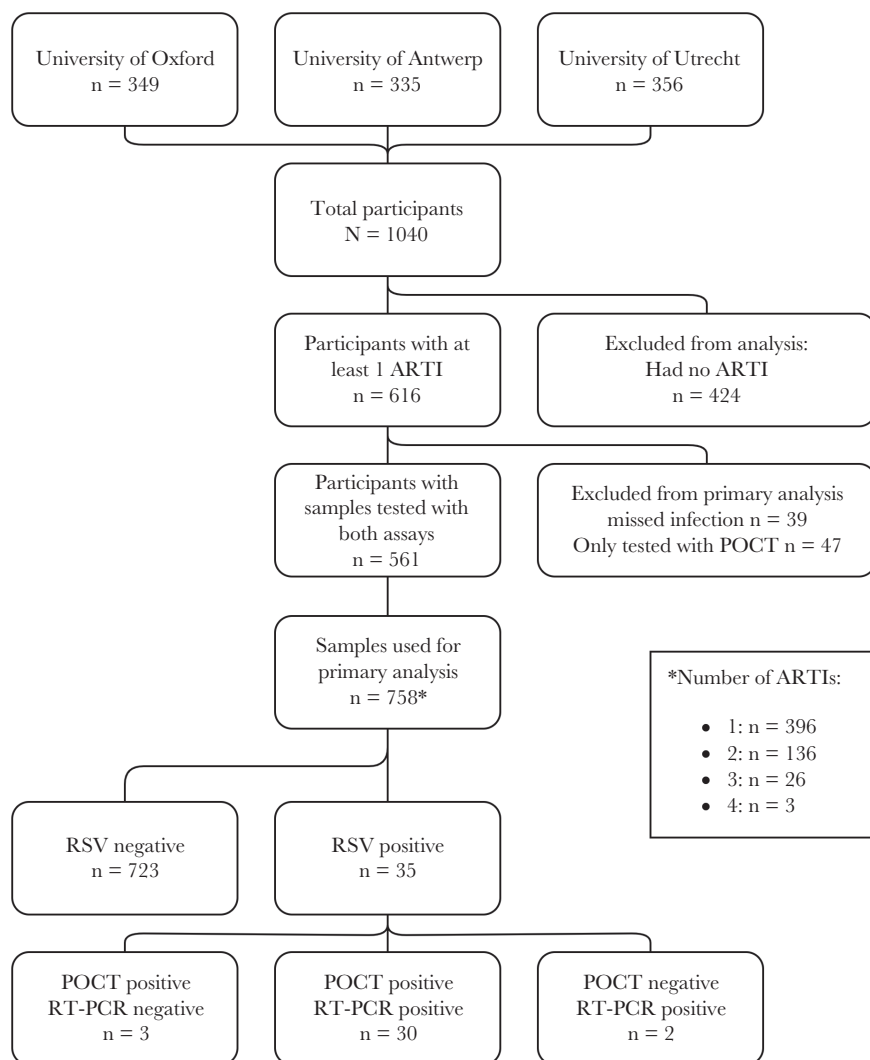 University of Oxford
n = 349
University of Antwerp
n = 335
University of Utrecht
n = 356
Total participants
N = 1040
Participants with at
least 1 ARTI
n = 616
Excluded from analysis:
Had no ARTI
n = 424
Participants with
samples tested with
both assays
n = 561
Excluded from primary analysis
missed infection n = 39
Only tested with POCT n = 47
Samples used for
primary analysis
n = 758*
*Number of ARTIs:
• 1: n = 396
• 2: n = 136
• 3: n = 26
• 4: n = 3
RSV negative
n = 723
RSV positive
n = 35
POCT positive
RT-PCR negative
n = 3
POCT positive
RT-PCR positive
n = 30
POCT negative
RT-PCR positive
n = 2